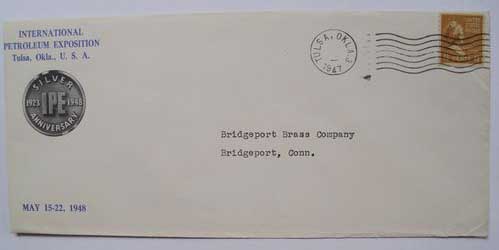 INTERNATIONAL
PETROLEUM EXPOSITION
Tulsa, Okla., U. S. A.
SILVER
1923 IPE 1948
ANNIVERSARY
MAY 15-22, 1948
TULSA, OKLA.
1947
Bridgeport Brass Company
Bridgeport, Conn.